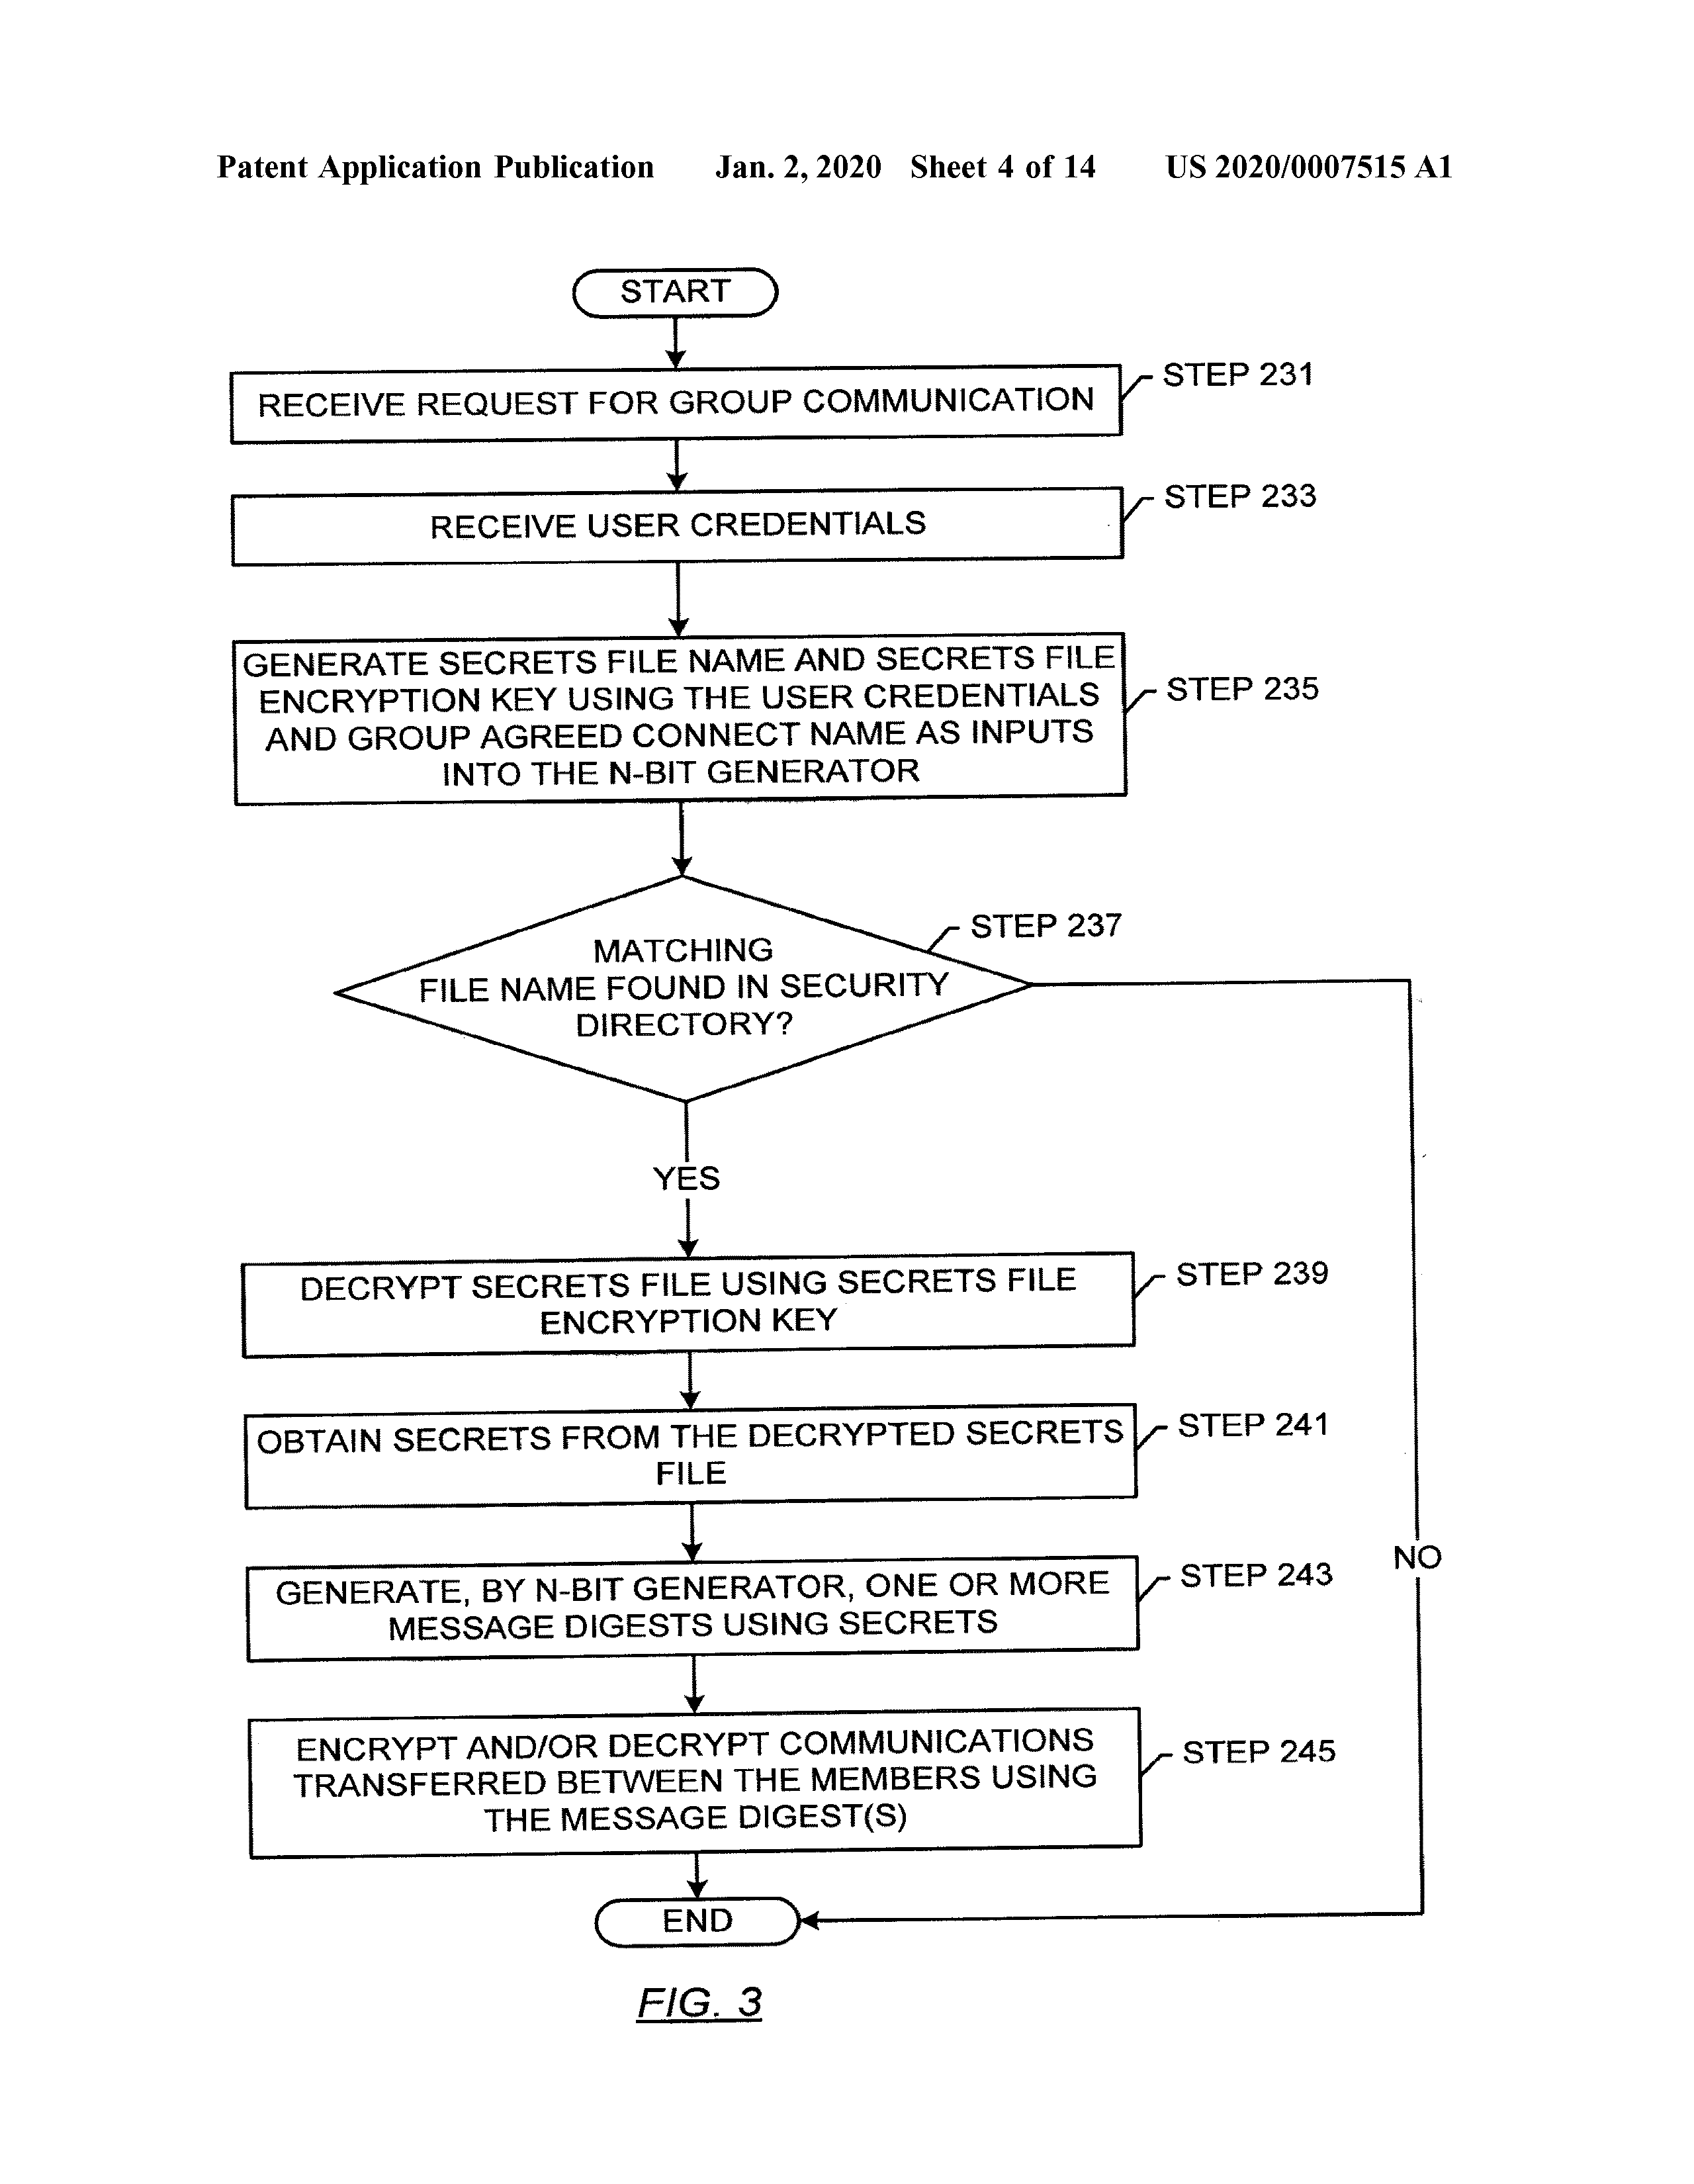 Patent Application Publication Jan. 2, 2020 Sheet 4 of 14 US 2020/0007515 A1
START
RECEIVE REQUEST FOR GROUP COMMUNICATION
STEP 231
RECEIVE USER CREDENTIALS
STEP 233
GENERATE SECRETS FILE NAME AND SECRETS FILE
ENCRYPTION KEY USING THE USER CREDENTIALS
AND GROUP AGREED CONNECT NAME AS INPUTS
INTO THE N-BIT GENERATOR
STEP 235
MATCHING
FILE NAME FOUND IN SECURITY
DIRECTORY?
STEP 237
YES
DECRYPT SECRETS FILE USING SECRETS FILE
ENCRYPTION KEY
STEP 239
OBTAIN SECRETS FROM THE DECRYPTED SECRETS
FILE
STEP 241
GENERATE, BY N-BIT GENERATOR, ONE OR MORE
MESSAGE DIGESTS USING SECRETS
STEP 243
NO
ENCRYPT AND/OR DECRYPT COMMUNICATIONS
TRANSFERRED BETWEEN THE MEMBERS USING
THE MESSAGE DIGEST(S)
STEP 245
END
FIG. 3